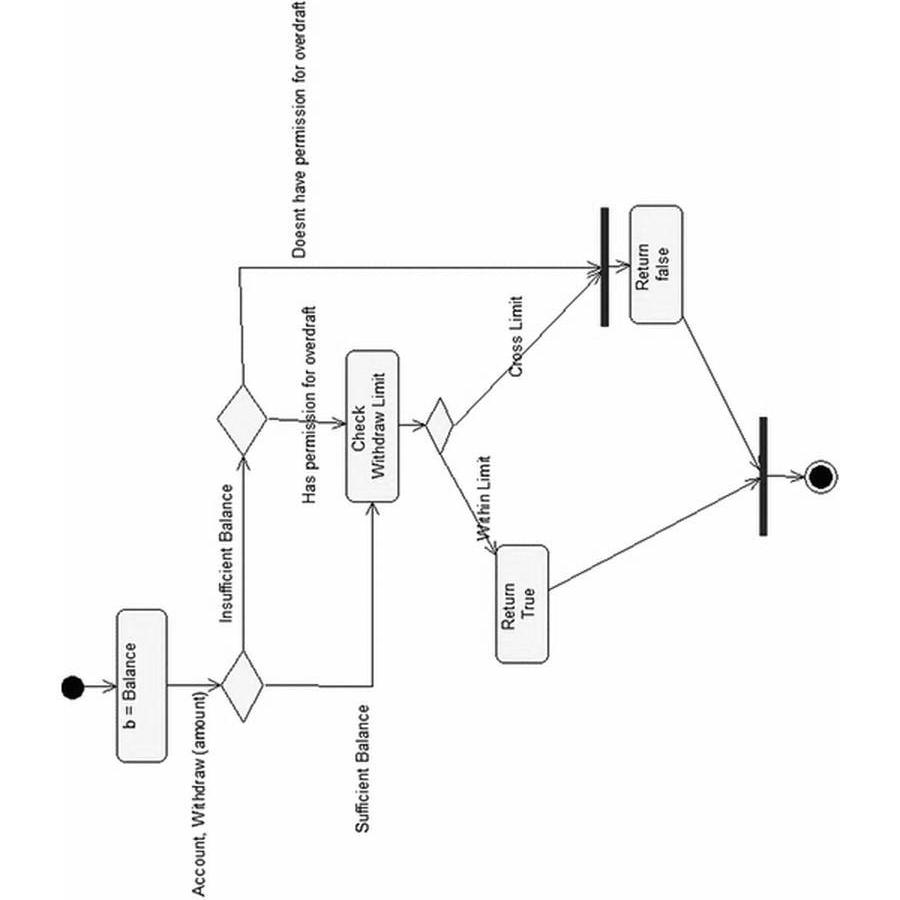 b = Balance
Account, Withdraw (amount)
Insufficient Balance
Sufficient Balance
Doesnt have permission for overdraft
Has permission for overdraft
Check
Withdraw Limit
Within Limit
Cross Limit
Return
True
Return
false